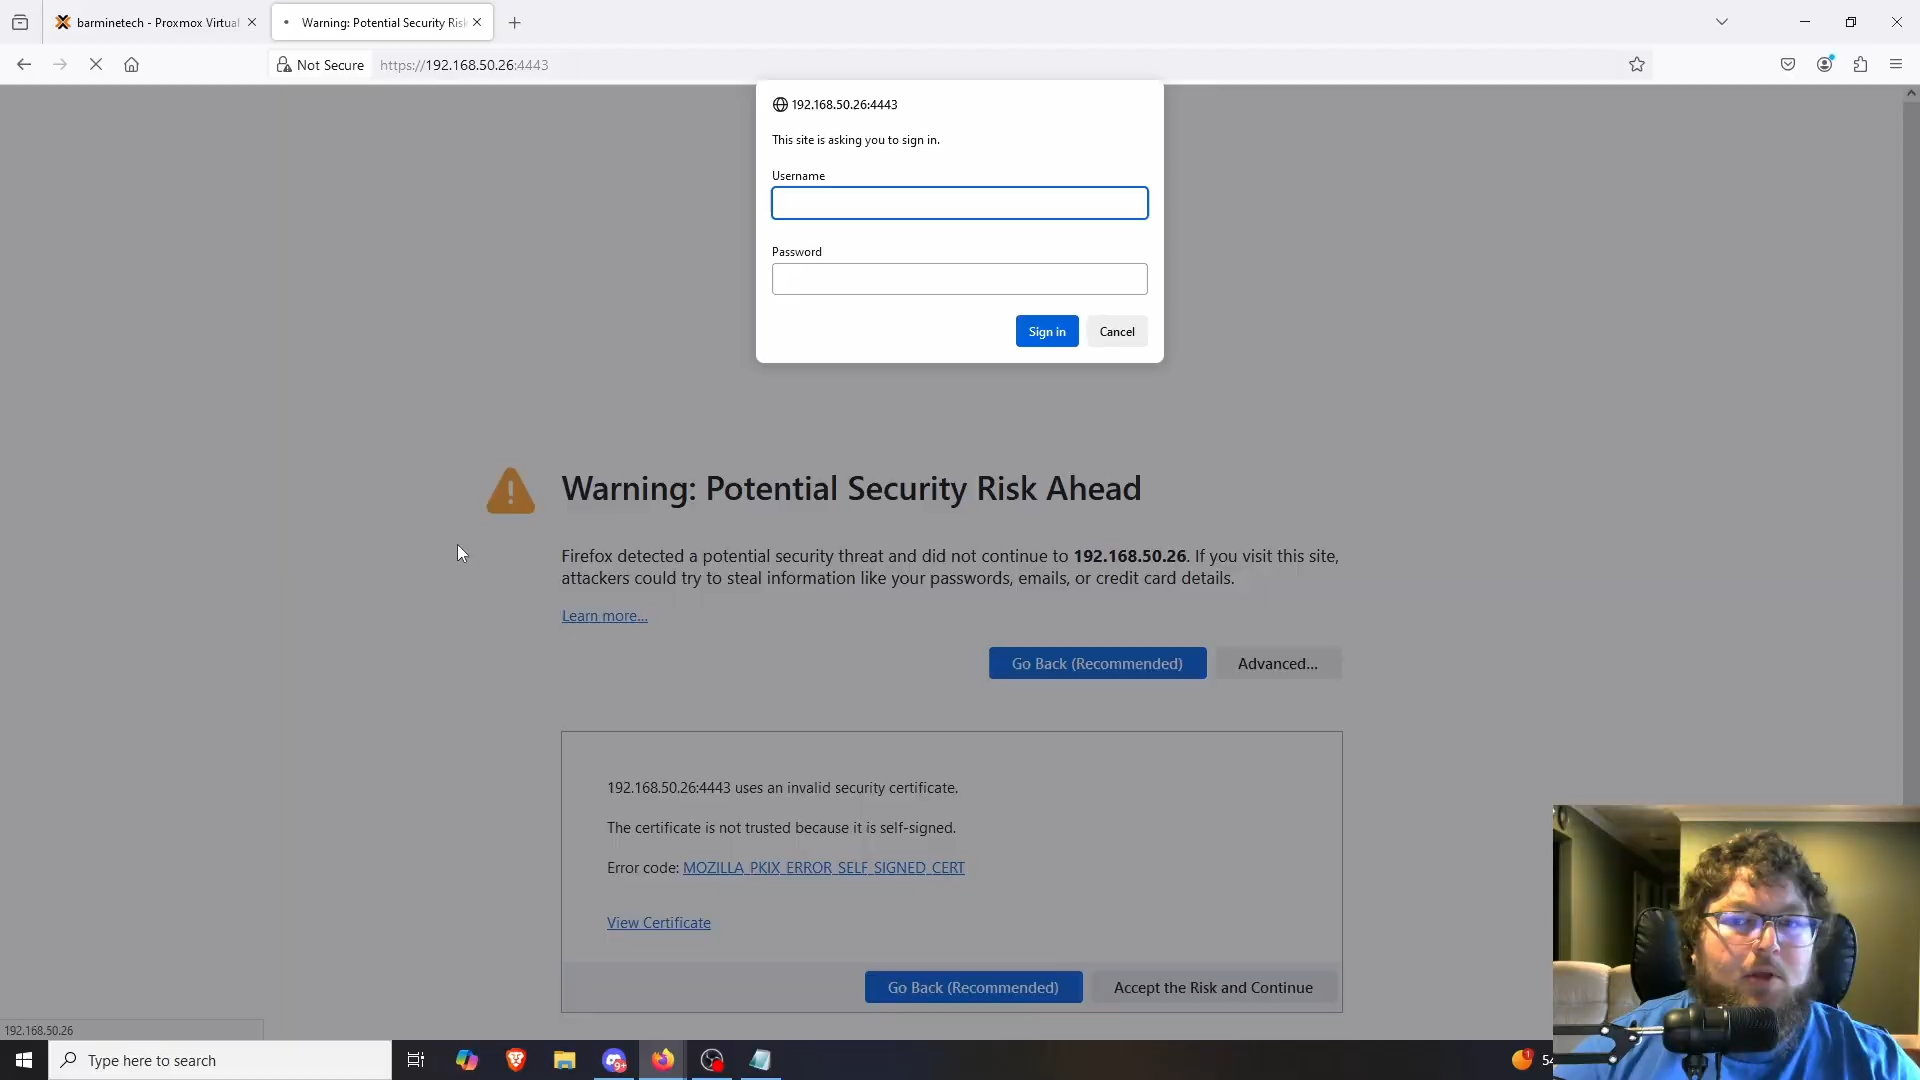 barminetech - Proxmox Virtual
Warning: Potential Security Risk
Not Secure
https://192.168.50.26:4443
192.168.50.26:4443
This site is asking you to sign in.
Username
Password
Sign in
Cancel
Warning: Potential Security Risk Ahead
Firefox detected a potential security threat and did not continue to 192.168.50.26. If you visit this site,
attackers could try to steal information like your passwords, emails, or credit card details.
Learn more...
Go Back (Recommended)
Advanced...
192.168.50.26:4443 uses an invalid security certificate.
The certificate is not trusted because it is self-signed.
Error code: MOZILLA_PKIX_ERROR_SELF_SIGNED_CERT
View Certificate
Go Back (Recommended)
Accept the Risk and Continue
192.168.50.26
Type here to search
9+
1
54